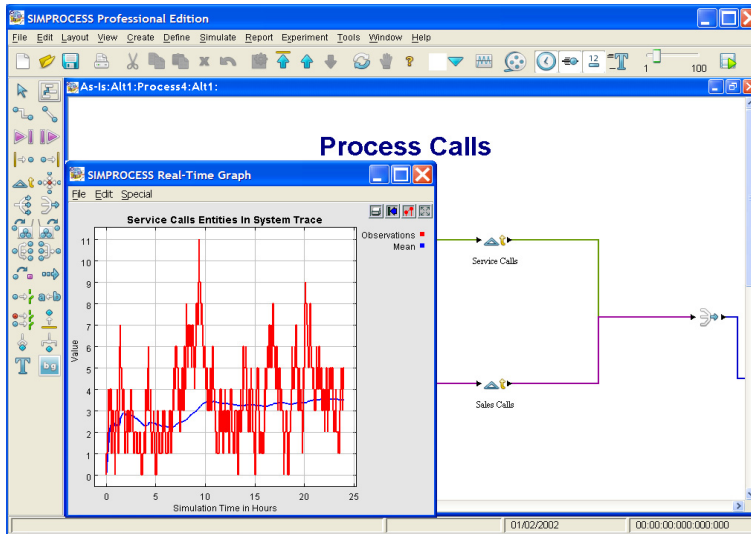 SIMPROCESS Professional Edition
File Edit Layout View Create Define Simulate Report Experiment Tools Window Help
12
1 100
As-Is:Alt1:Process4:Alt1:
Process Calls
SIMPROCESS Real-Time Graph
File Edit Special
Service Calls Entities In System Trace
Observations
Mean
11
10
9
8
7
6
5
4
3
2
1
0
Value
0 5 10 15 20 25
Simulation Time in Hours
Service Calls
Sales Calls
a b
T bg
01/02/2002 00:00:00:000:000:000